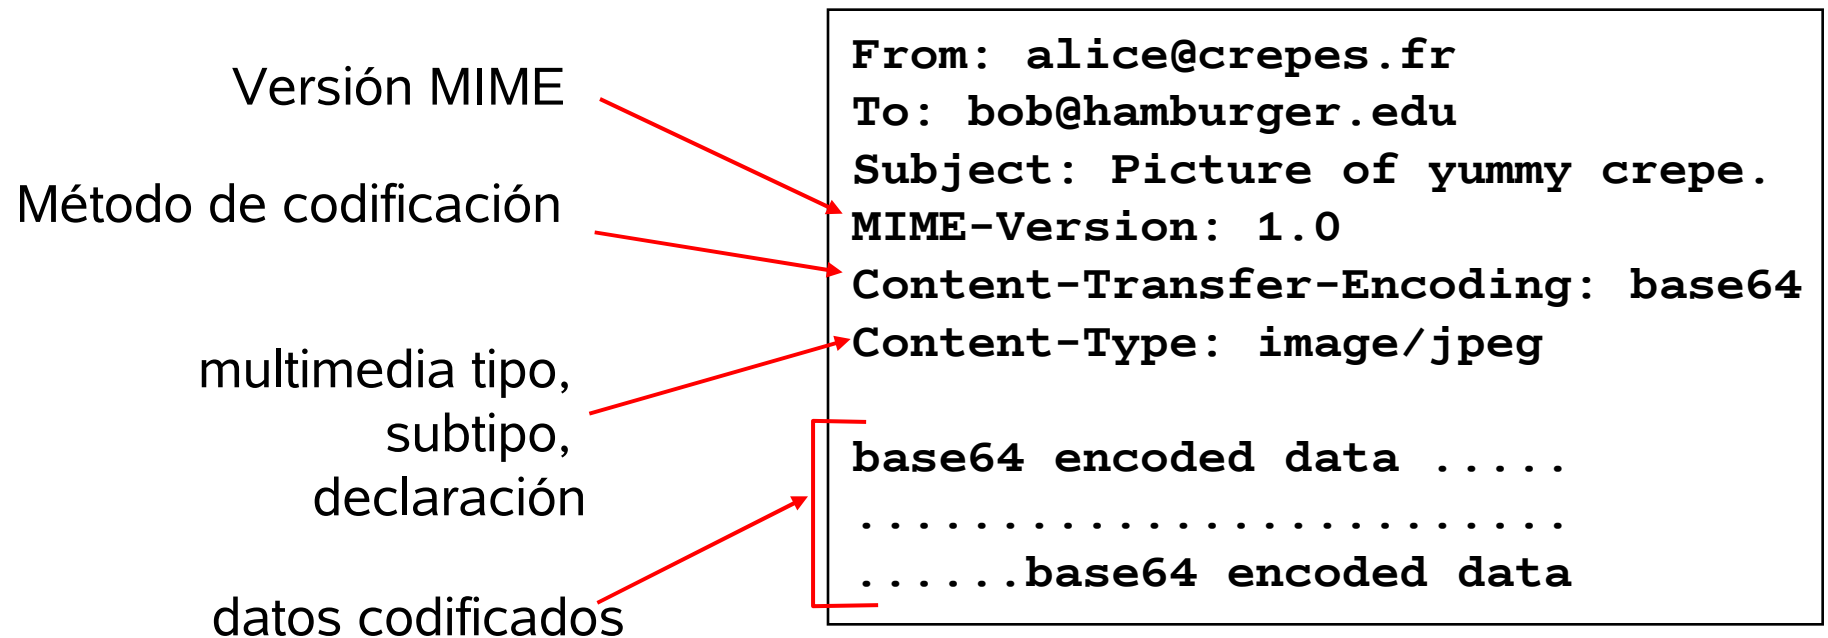 Versión MIME
Método de codificación
multimedia tipo,
subtipo,
declaración
datos codificados
From: alice@crepes.fr
To: bob@hamburger.edu
Subject: Picture of yummy crepe.
MIME-Version: 1.0
Content-Transfer-Encoding: base64
Content-Type: image/jpeg
base64 encoded data .....
.........................
......base64 encoded data